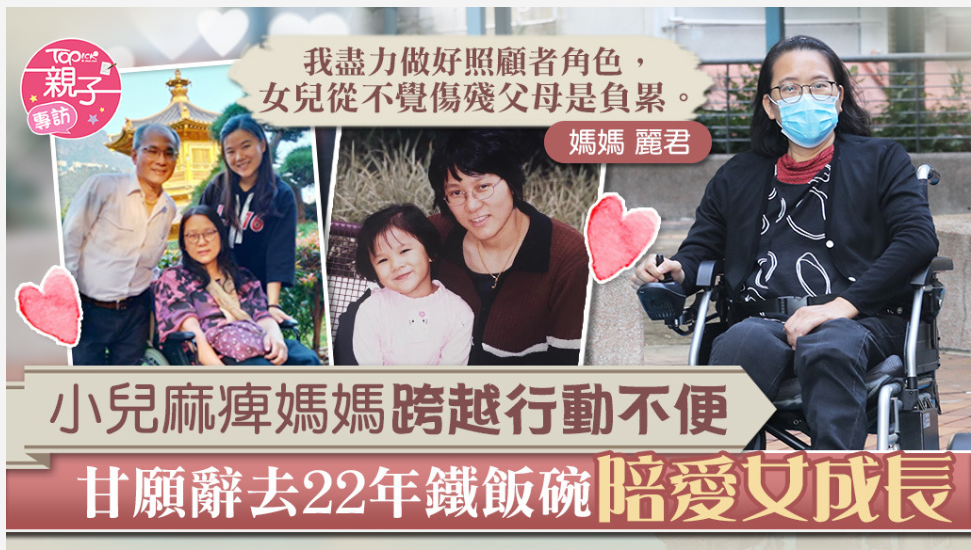 TOPick
親子
專訪
我盡力做好照顧者角色，
女兒從不覺傷殘父母是負累。
媽媽 麗君
小兒麻痺媽媽跨越行動不便
甘願辭去22年鐵飯碗陪愛女成長